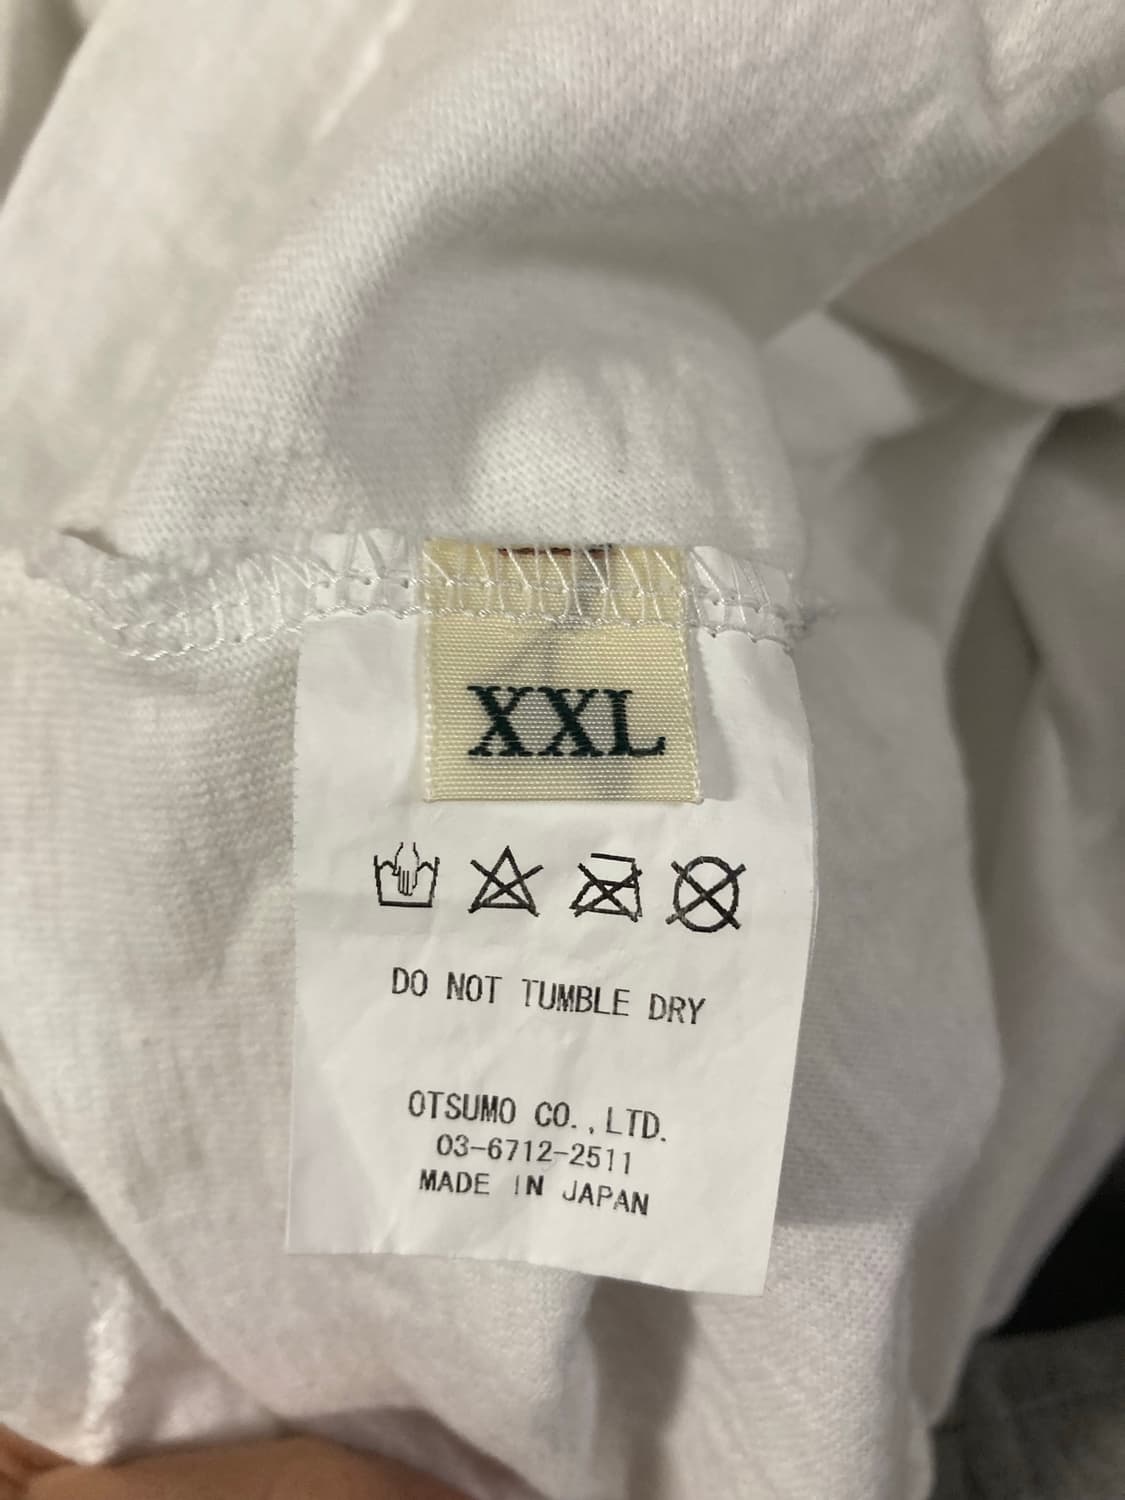 XXL
DO NOT TUMBLE DRY
OTSUMO CO.,LTD.
03-6712-2511
MADE IN JAPAN